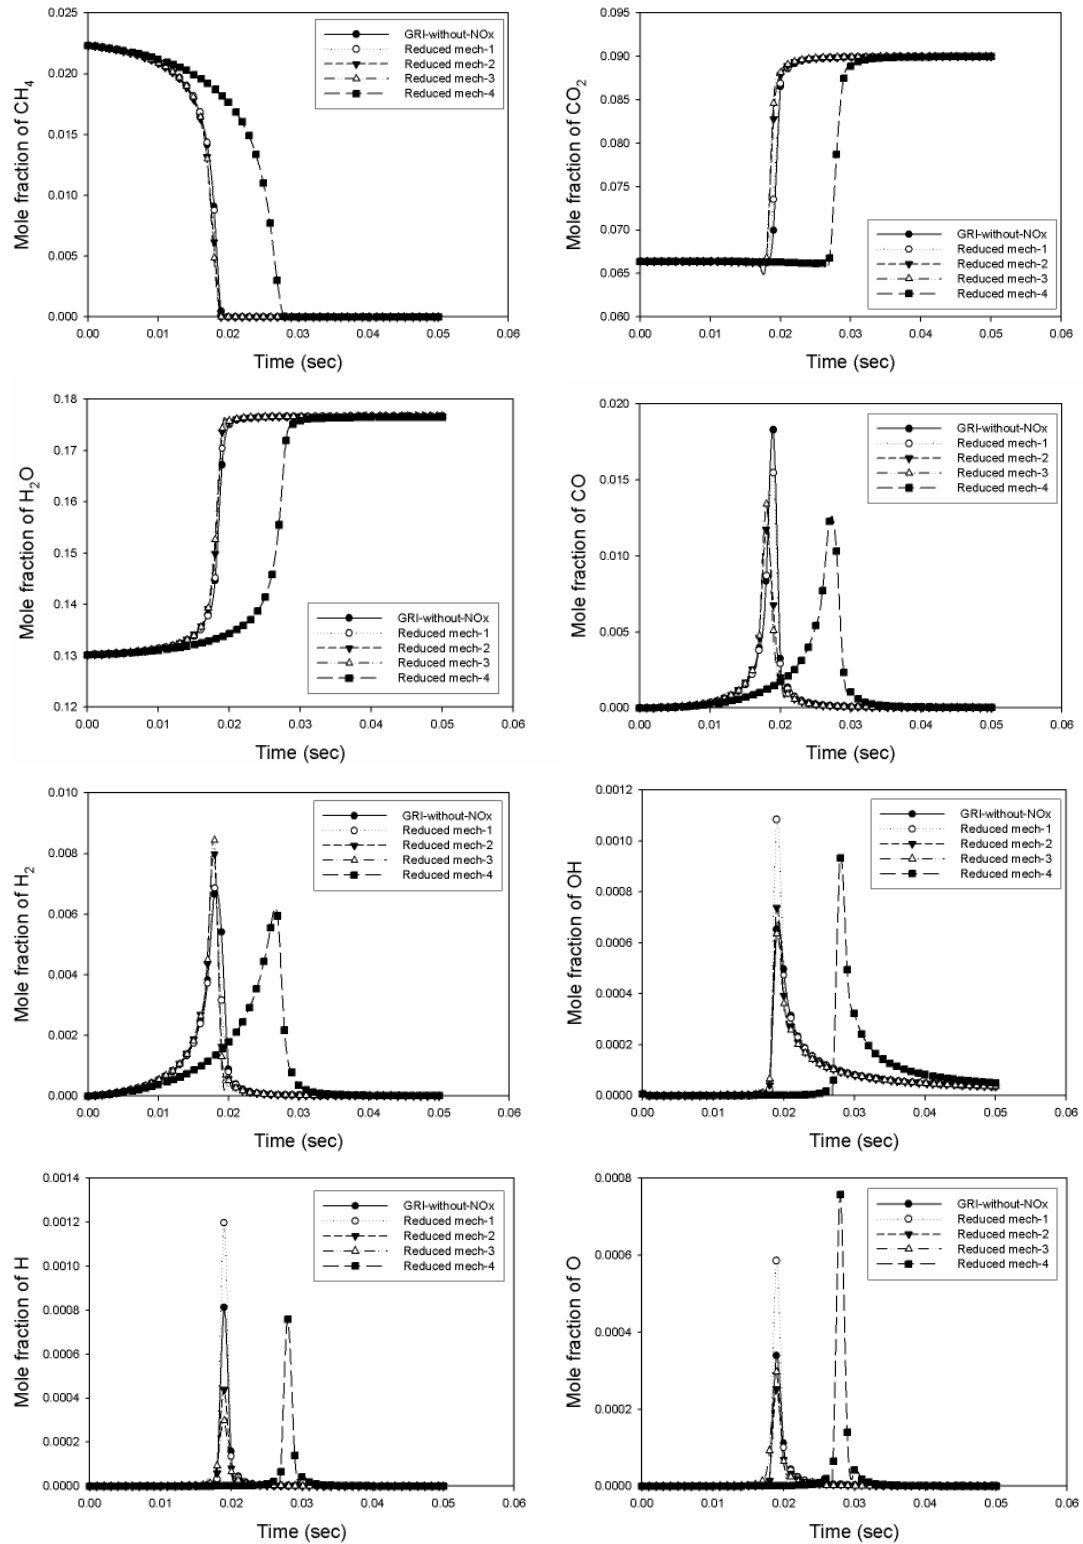 Mole fraction of CH4
0.025
0.020
0.015
0.010
0.005
0.000
0.00 0.01 0.02 0.03 0.04 0.05 0.06
Time (sec)
GRI-without-NOx
Reduced mech-1
Reduced mech-2
Reduced mech-3
Reduced mech-4
Mole fraction of CO2
0.095
0.090
0.085
0.080
0.075
0.070
0.065
0.060
0.00 0.01 0.02 0.03 0.04 0.05 0.06
Time (sec)
GRI-without-NOx
Reduced mech-1
Reduced mech-2
Reduced mech-3
Reduced mech-4
Mole fraction of H2O
0.18
0.17
0.16
0.15
0.14
0.13
0.12
0.00 0.01 0.02 0.03 0.04 0.05 0.06
Time (sec)
GRI-without-NOx
Reduced mech-1
Reduced mech-2
Reduced mech-3
Reduced mech-4
Mole fraction of CO
0.020
0.015
0.010
0.005
0.000
0.00 0.01 0.02 0.03 0.04 0.05 0.06
Time (sec)
GRI-without-NOx
Reduced mech-1
Reduced mech-2
Reduced mech-3
Reduced mech-4
Mole fraction of H2
0.010
0.008
0.006
0.004
0.002
0.000
0.00 0.01 0.02 0.03 0.04 0.05 0.06
Time (sec)
GRI-without-NOx
Reduced mech-1
Reduced mech-2
Reduced mech-3
Reduced mech-4
Mole fraction of OH
0.0012
0.0010
0.0008
0.0006
0.0004
0.0002
0.0000
0.00 0.01 0.02 0.03 0.04 0.05 0.06
Time (sec)
GRI-without-NOx
Reduced mech-1
Reduced mech-2
Reduced mech-3
Reduced mech-4
Mole fraction of H
0.0014
0.0012
0.0010
0.0008
0.0006
0.0004
0.0002
0.0000
0.00 0.01 0.02 0.03 0.04 0.05 0.06
Time (sec)
GRI-without-NOx
Reduced mech-1
Reduced mech-2
Reduced mech-3
Reduced mech-4
Mole fraction of O
0.0008
0.0006
0.0004
0.0002
0.0000
0.00 0.01 0.02 0.03 0.04 0.05 0.06
Time (sec)
GRI-without-NOx
Reduced mech-1
Reduced mech-2
Reduced mech-3
Reduced mech-4